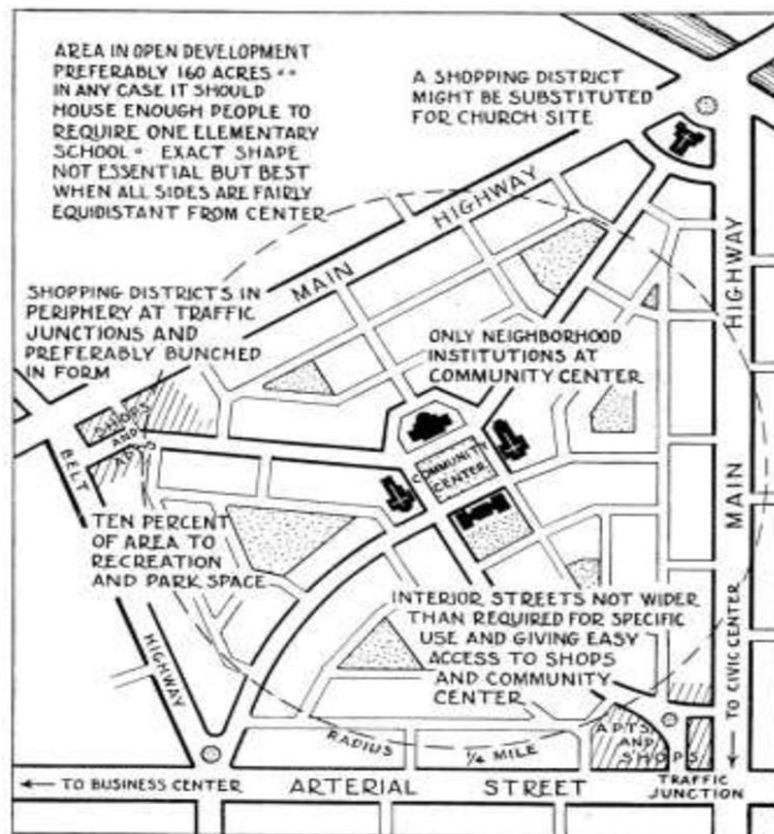 AREA IN OPEN DEVELOPMENT
PREFERABLY 160 ACRES --
IN ANY CASE IT SHOULD
HOUSE ENOUGH PEOPLE TO
REQUIRE ONE ELEMENTARY
SCHOOL - EXACT SHAPE
NOT ESSENTIAL BUT BEST
WHEN ALL SIDES ARE FAIRLY
EQUIDISTANT FROM CENTER
A SHOPPING DISTRICT
MIGHT BE SUBSTITUTED
FOR CHURCH SITE
MAIN HIGHWAY
HIGHWAY
SHOPPING DISTRICTS IN
PERIPHERY AT TRAFFIC
JUNCTIONS AND
PREFERABLY BUNCHED
IN FORM
ONLY NEIGHBORHOOD
INSTITUTIONS AT
COMMUNITY CENTER
SHOPS
AND
APTS
BELT
COMMUNITY
CENTER
MAIN
TEN PERCENT
OF AREA TO
RECREATION
AND PARK SPACE
INTERIOR STREETS NOT WIDER
THAN REQUIRED FOR SPECIFIC
USE AND GIVING EASY
ACCESS TO SHOPS
AND COMMUNITY
CENTER
HIGHWAY
TO CIVIC CENTER
RADIUS 1/4 MILE
APTS
AND
SHOPS
TO BUSINESS CENTER
ARTERIAL STREET
TRAFFIC
JUNCTION